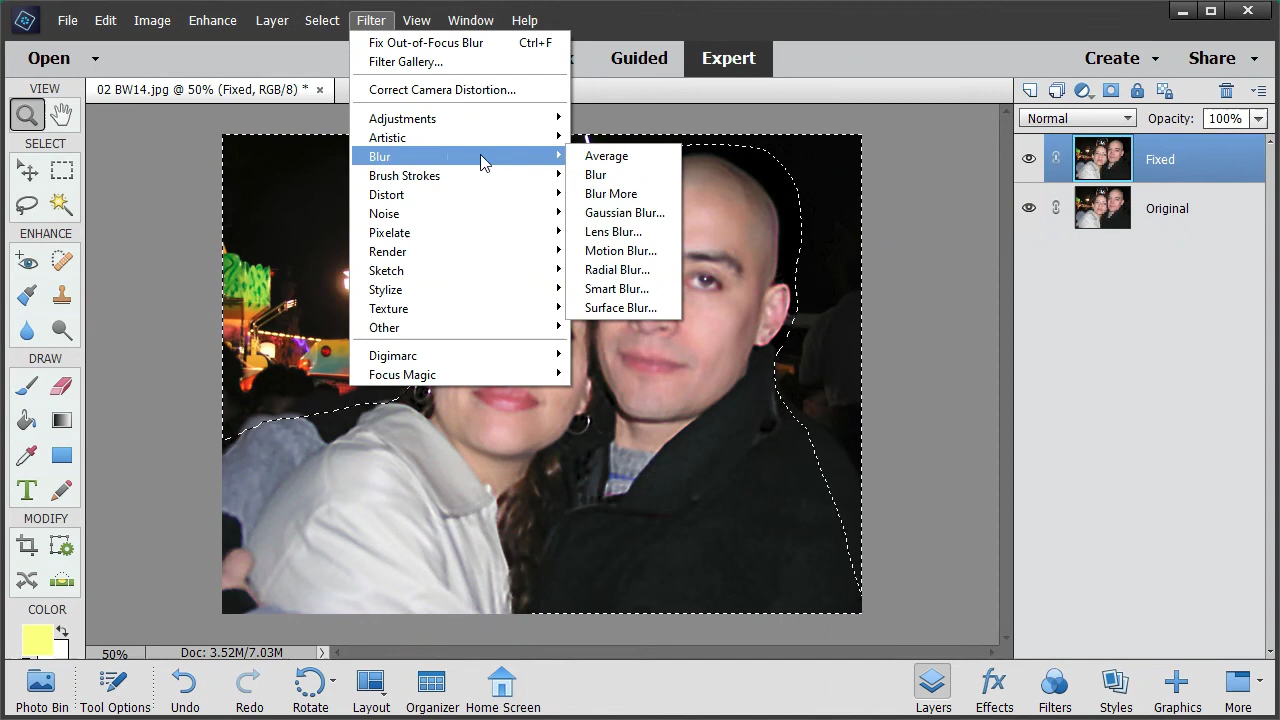 File Edit Image Enhance Layer Select Filter View Window Help
Open Guided Expert Create Share
02 BW14.jpg @ 50% (Fixed, RGB/8) * ×
Fix Out-of-Focus Blur Ctrl+F
Filter Gallery...
Correct Camera Distortion...
Adjustments
Artistic
Blur
Brush Strokes
Distort
Noise
Pixelate
Render
Sketch
Stylize
Texture
Other
Digimarc
Focus Magic
Average
Blur
Blur More
Gaussian Blur...
Lens Blur...
Motion Blur...
Radial Blur...
Smart Blur...
Surface Blur...
VIEW
SELECT
ENHANCE
DRAW
MODIFY
COLOR
Normal Opacity: 100%
Fixed
Original
50% Doc: 3.52M/7.03M
Photo Bin Tool Options Undo Redo Rotate Layout Organizer Home Screen Layers Effects Filters Styles Graphics More